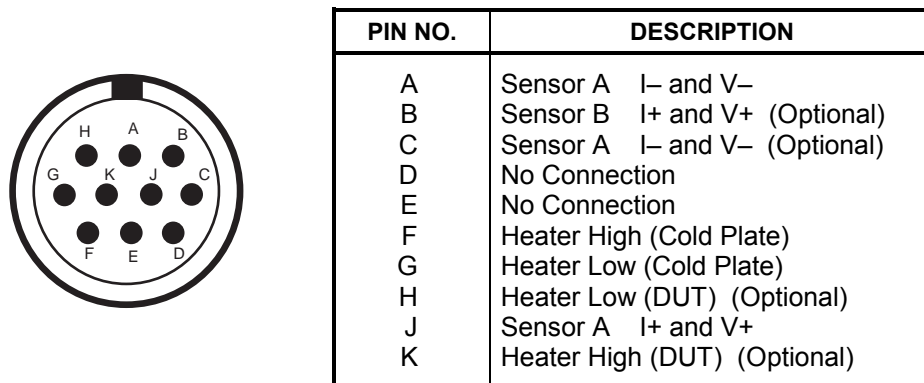 H A B
G K J C
F E D
PIN NO. DESCRIPTION
A Sensor A I– and V–
B Sensor B I+ and V+ (Optional)
C Sensor A I– and V– (Optional)
D No Connection
E No Connection
F Heater High (Cold Plate)
G Heater Low (Cold Plate)
H Heater Low (DUT) (Optional)
J Sensor A I+ and V+
K Heater High (DUT) (Optional)